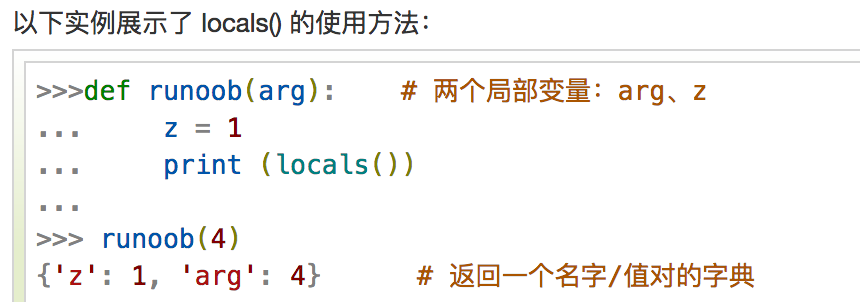 以下实例展示了 locals() 的使用方法：
>>>def runoob(arg):    # 两个局部变量：arg、z
...     z = 1
...     print (locals())
...
>>> runoob(4)
{'z': 1, 'arg': 4}      # 返回一个名字/值对的字典